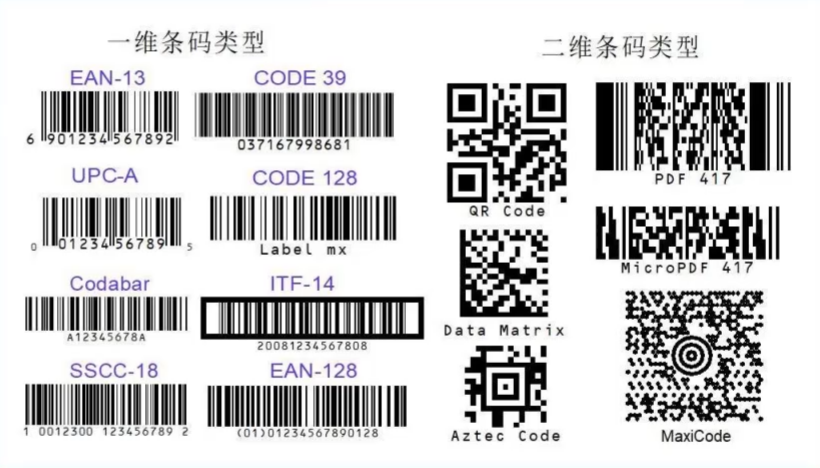 一维条码类型
EAN-13
6 901234 567892
CODE 39
037167998681
UPC-A
0 01234 56789 5
CODE 128
Label mx
Codabar
A12345678A
ITF-14
20081234567808
SSCC-18
1 0012300 123456789 2
EAN-128
(01)01234567890128
二维条码类型
QR Code
PDF 417
MicroPDF 417
Data Matrix
Aztec Code
MaxiCode